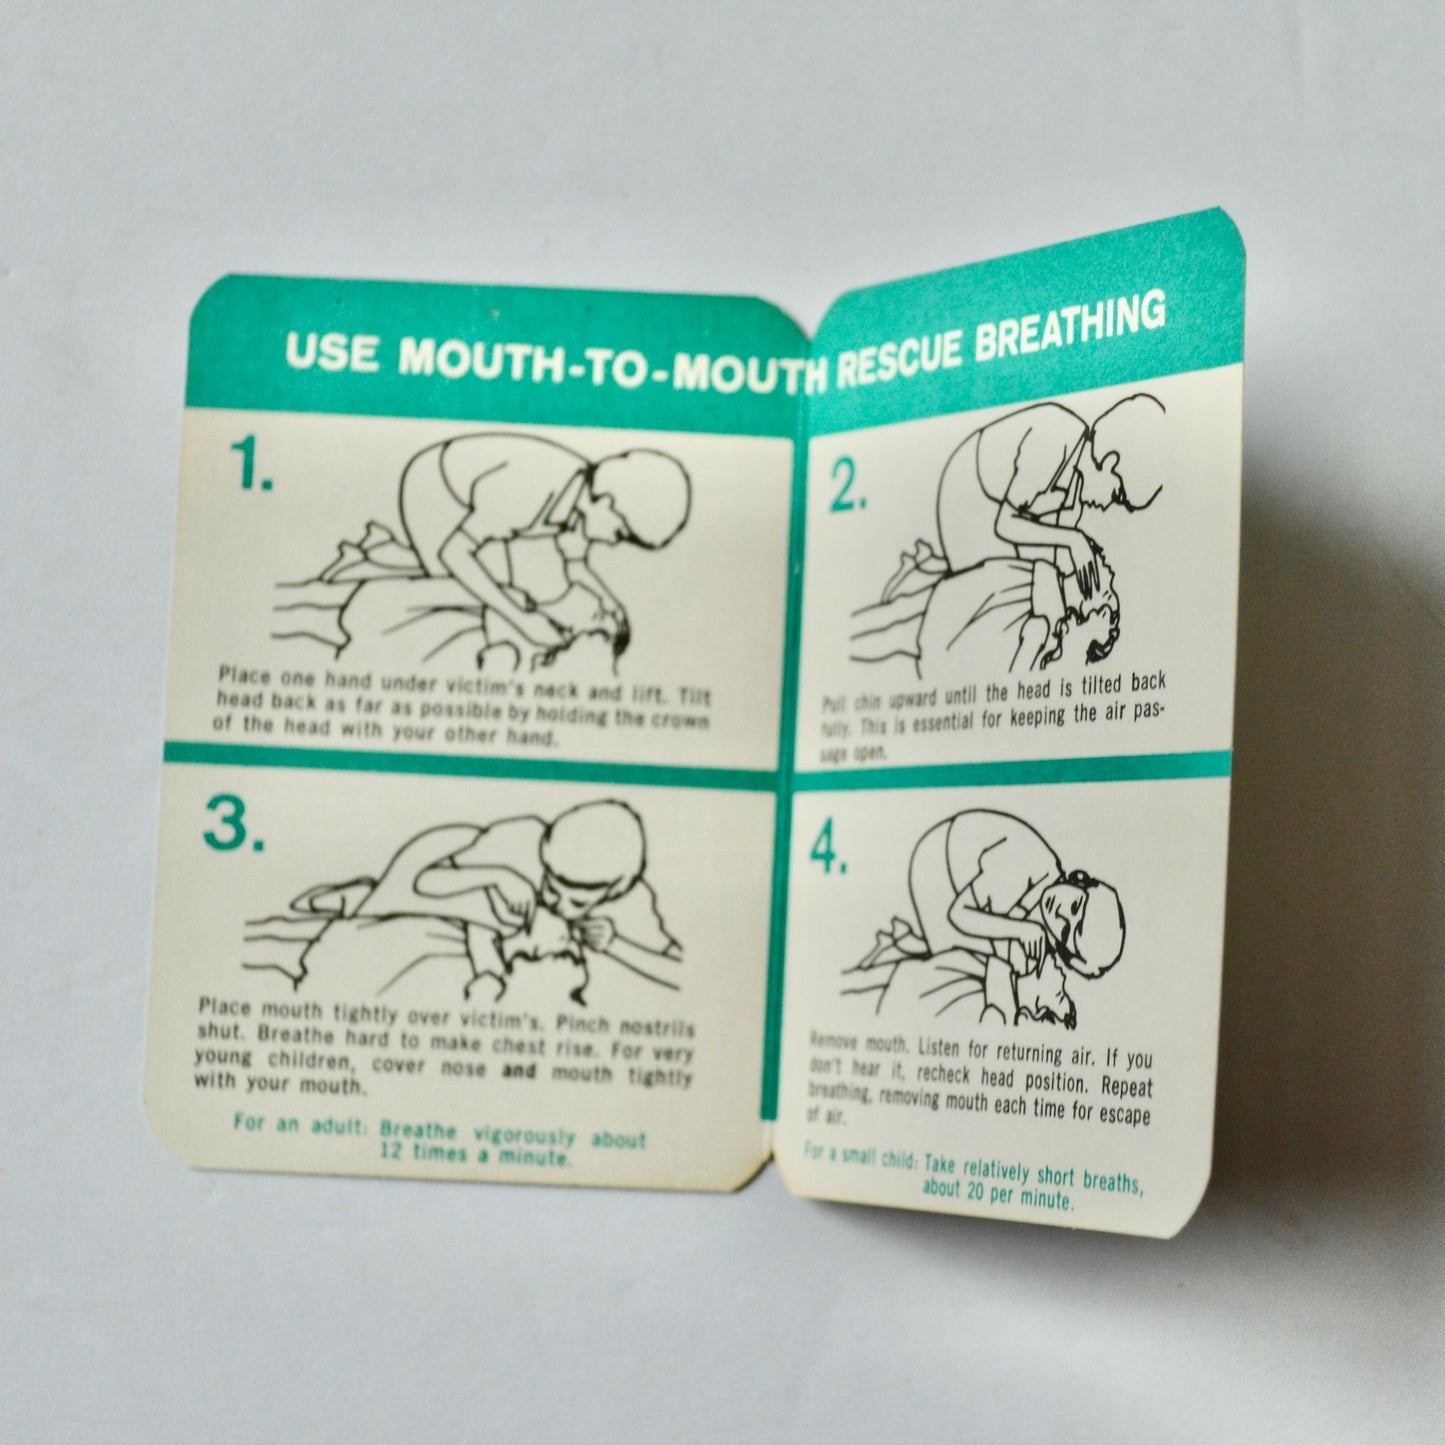 USE MOUTH-TO-MOUTH RESCUE BREATHING
1.
Place one hand under victim's neck and lift. Tilt
head back as far as possible by holding the crown
of the head with your other hand.
2.
Pull chin upward until the head is tilted back
fully. This is essential for keeping the air pas-
sage open.
3.
Place mouth tightly over victim's. Pinch nostrils
shut. Breathe hard to make chest rise. For very
young children, cover nose and mouth tightly
with your mouth.
For an adult: Breathe vigorously about
12 times a minute.
4.
Remove mouth. Listen for returning air. If you
don't hear it, recheck head position. Repeat
breathing, removing mouth each time for escape
of air.
For a small child: Take relatively short breaths,
about 20 per minute.